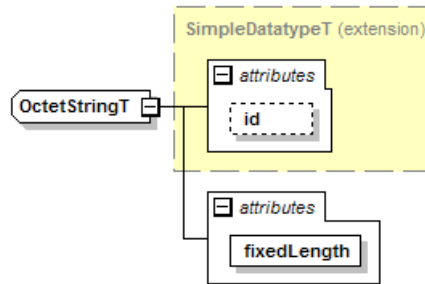 SimpleDatatypeT (extension)
attributes
OctetStringT
id
attributes
fixedLength